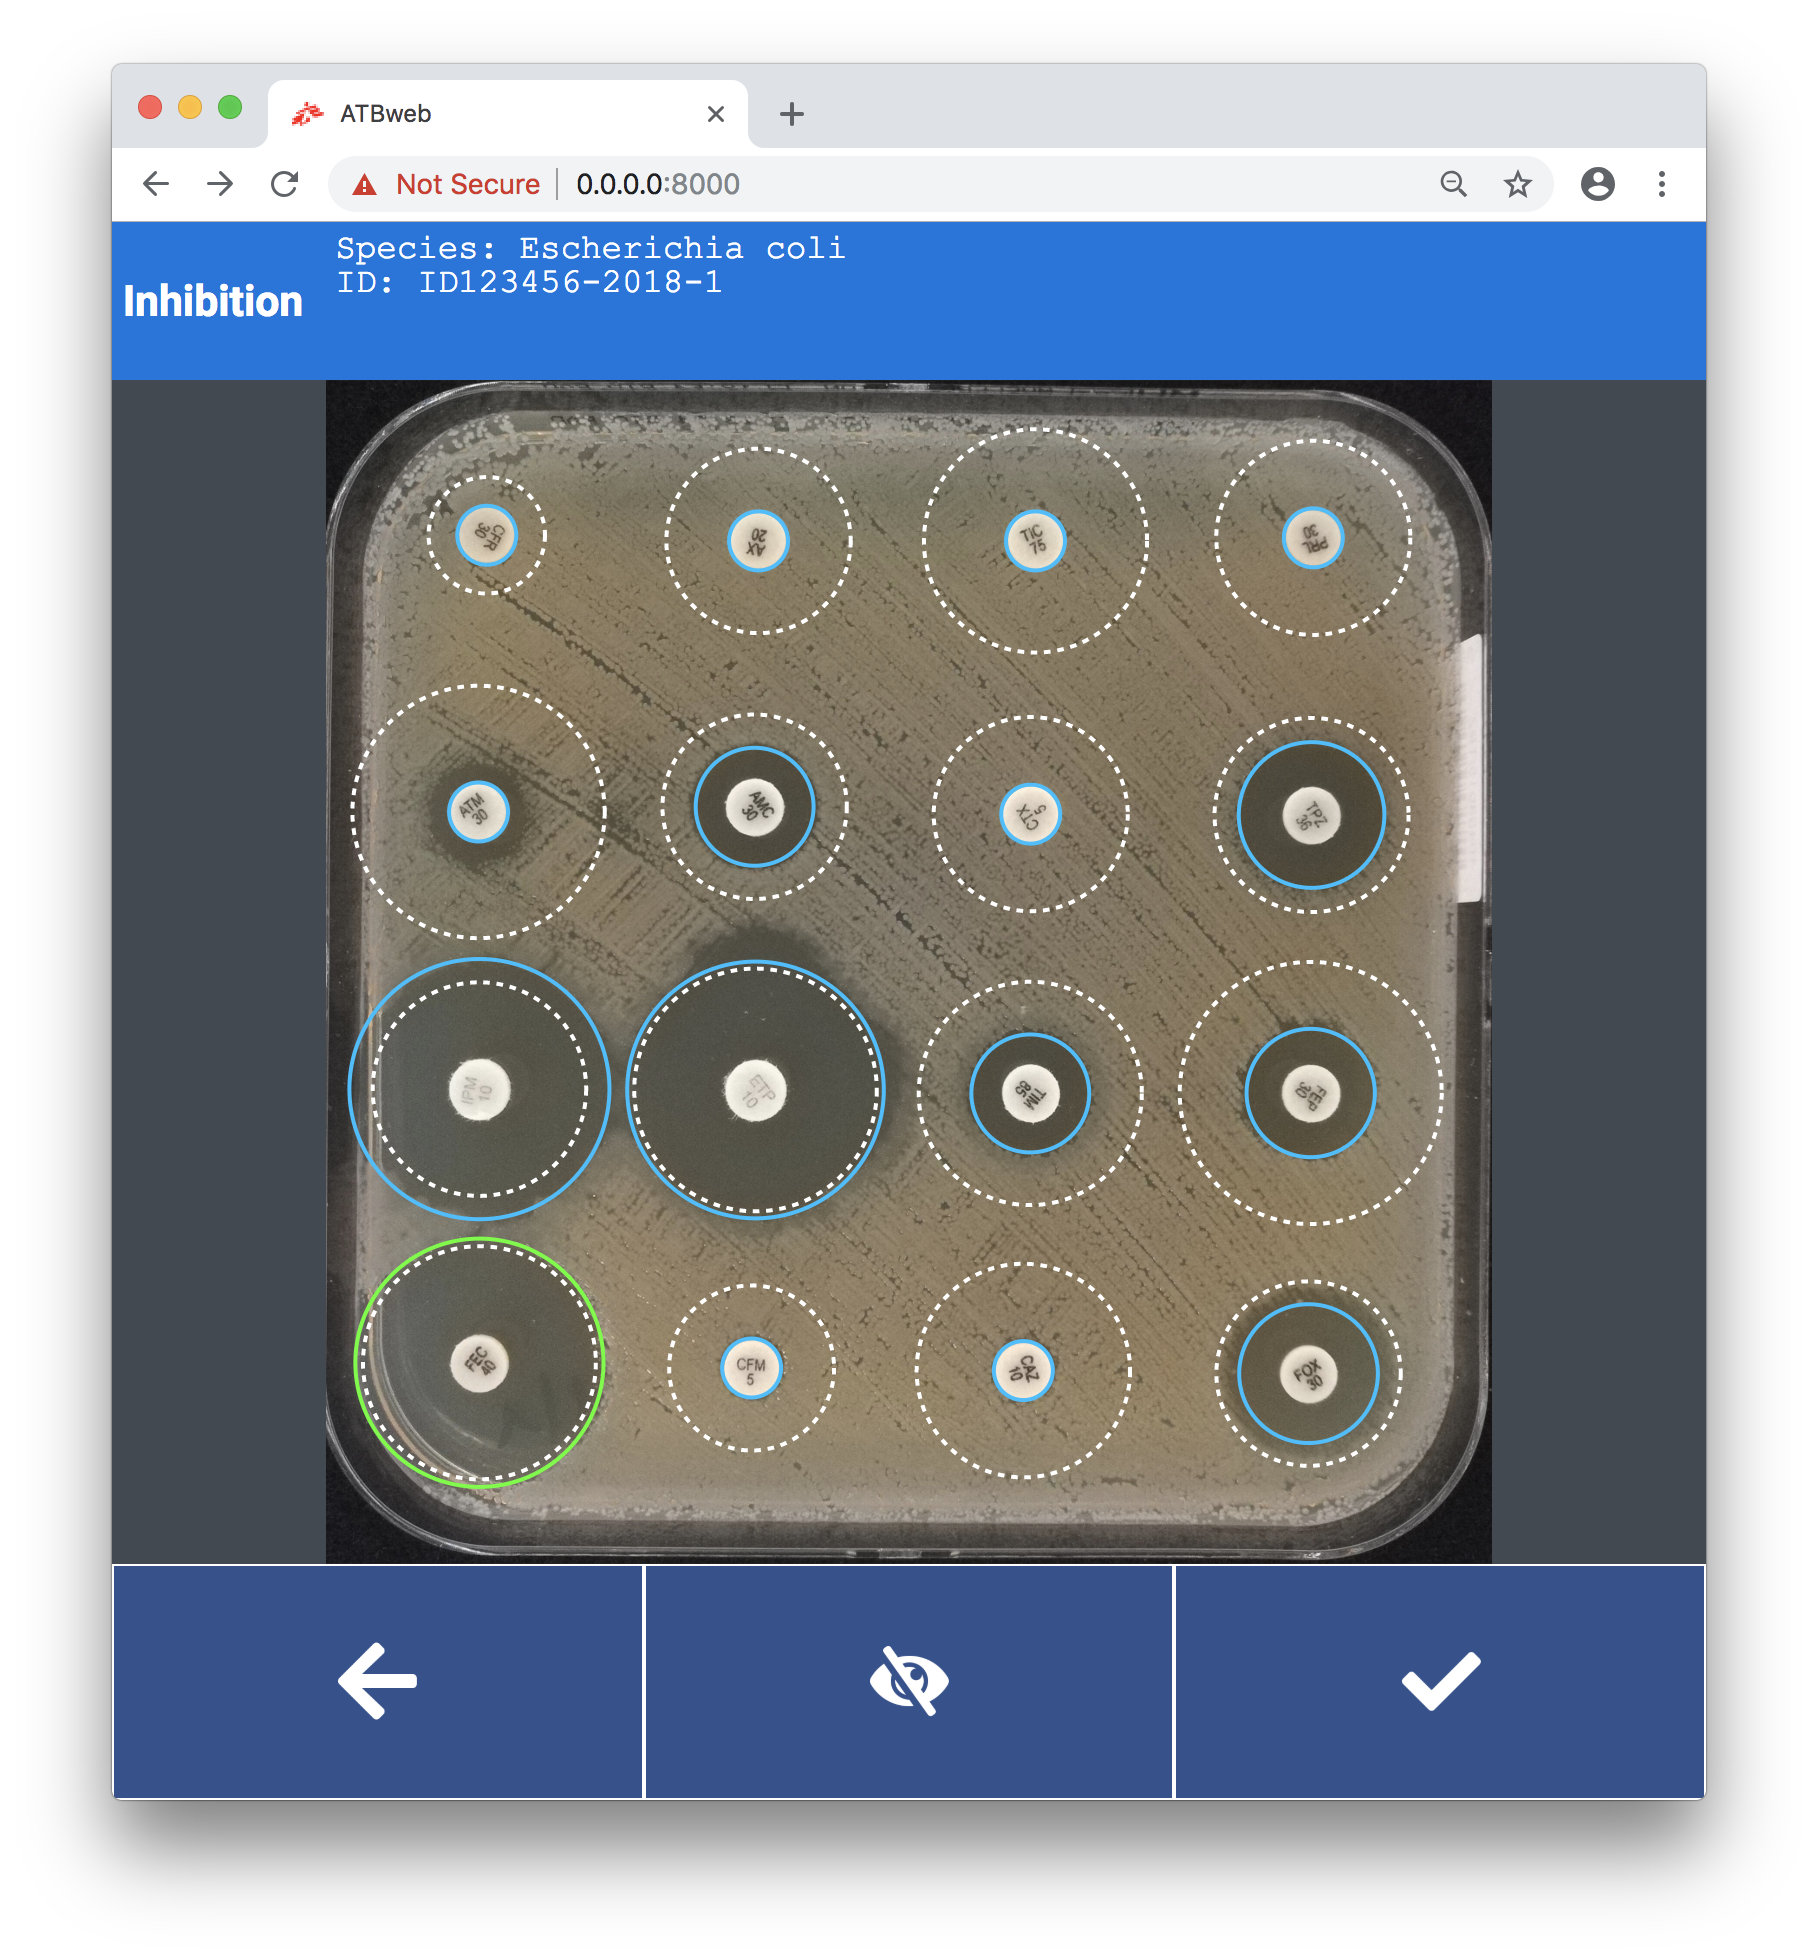 ATBweb
Not Secure
0.0.0.0:8000
Species: Escherichia coli
ID: ID123456-2018-1
Inhibition
CFR
30
AX
20
TIC
75
PRL
30
ATM
30
AMC
30
CTX
5
TPZ
36
IPM
10
ETP
10
TIM
85
FEP
30
FEC
40
CFM
5
CAZ
10
FOX
30